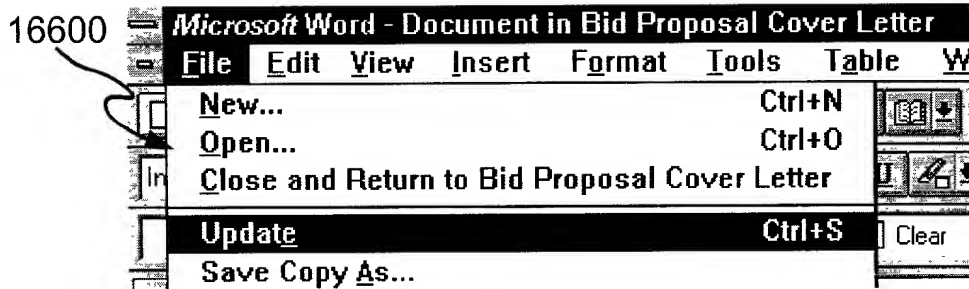 16600
Microsoft Word - Document in Bid Proposal Cover Letter
File Edit View Insert Format Tools Table W
New... Ctrl+N
Open... Ctrl+O
In
Close and Return to Bid Proposal Cover Letter U
Update Ctrl+S Clear
Save Copy As...